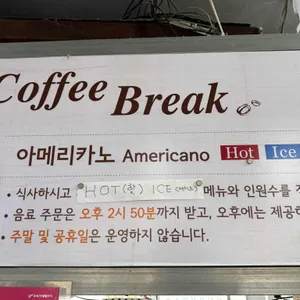 Coffee Break
아메리카노 Americano Hot Ice
• 식사하시고 HOT(핫) ICE 메뉴와 인원수를
• 음료 주문은 오후 2시 50분까지 받고, 오후에는 제공하
• 주말 및 공휴일은 운영하지 않습니다.